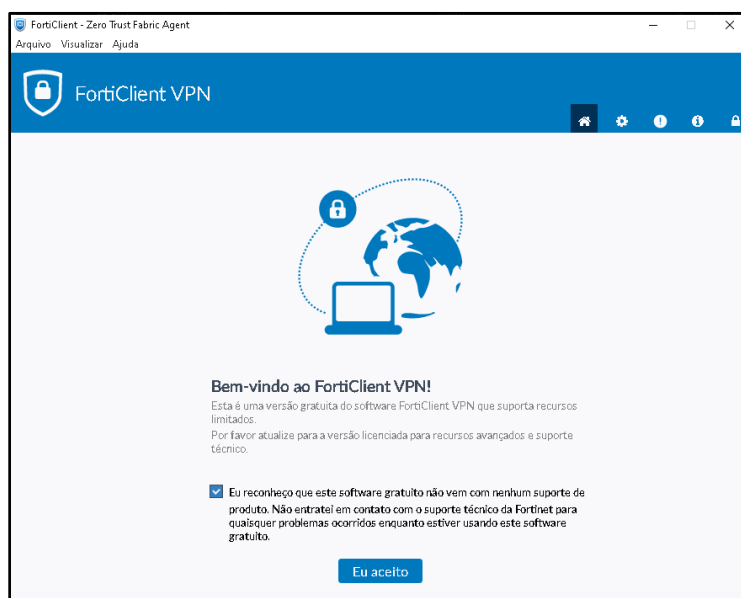 FortiClient - Zero Trust Fabric Agent
Arquivo Visualizar Ajuda
FortiClient VPN
Bem-vindo ao FortiClient VPN!
Esta é uma versão gratuita do software FortiClient VPN que suporta recursos
limitados.
Por favor atualize para a versão licenciada para recursos avançados e suporte
técnico.
Eu reconheço que este software gratuito não vem com nenhum suporte de
produto. Não entratei em contato com o suporte técnico da Fortinet para
quaisquer problemas ocorridos enquanto estiver usando este software
gratuito.
Eu aceito